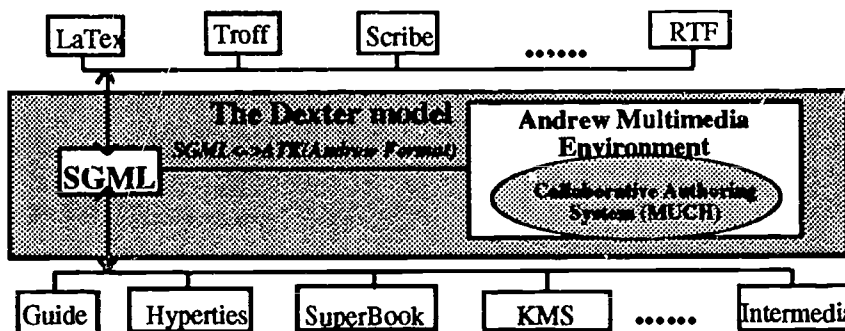 LaTex Troff Scribe ...... RTF
The Dexter model
SGML<->ATK(Andrew Format)
SGML
Andrew Multimedia
Environment
Collaborative Authoring
System (MUCH)
Guide Hyperties SuperBook KMS ...... Intermedia